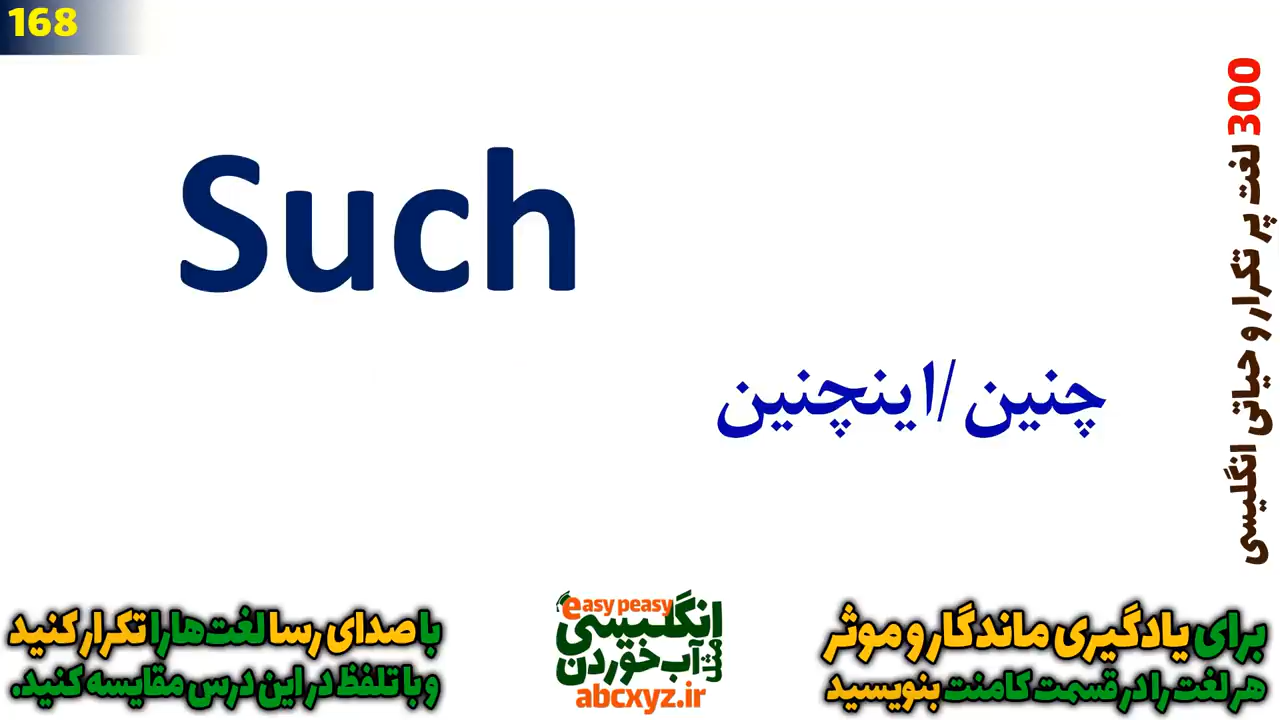 168
Such
چنین /اینچنین
300 لغت پر تکرار و حیاتی انگلیسی
برای یادگیری ماندگار و موثر
هر لغت را در قسمت کامنت بنویسید
easy peasy
انگلیسی
مثل
آب خوردن
abcxyz.ir
با صدای رسا لغت‌ها را تکرار کنید
و با تلفظ در این درس مقایسه کنید.